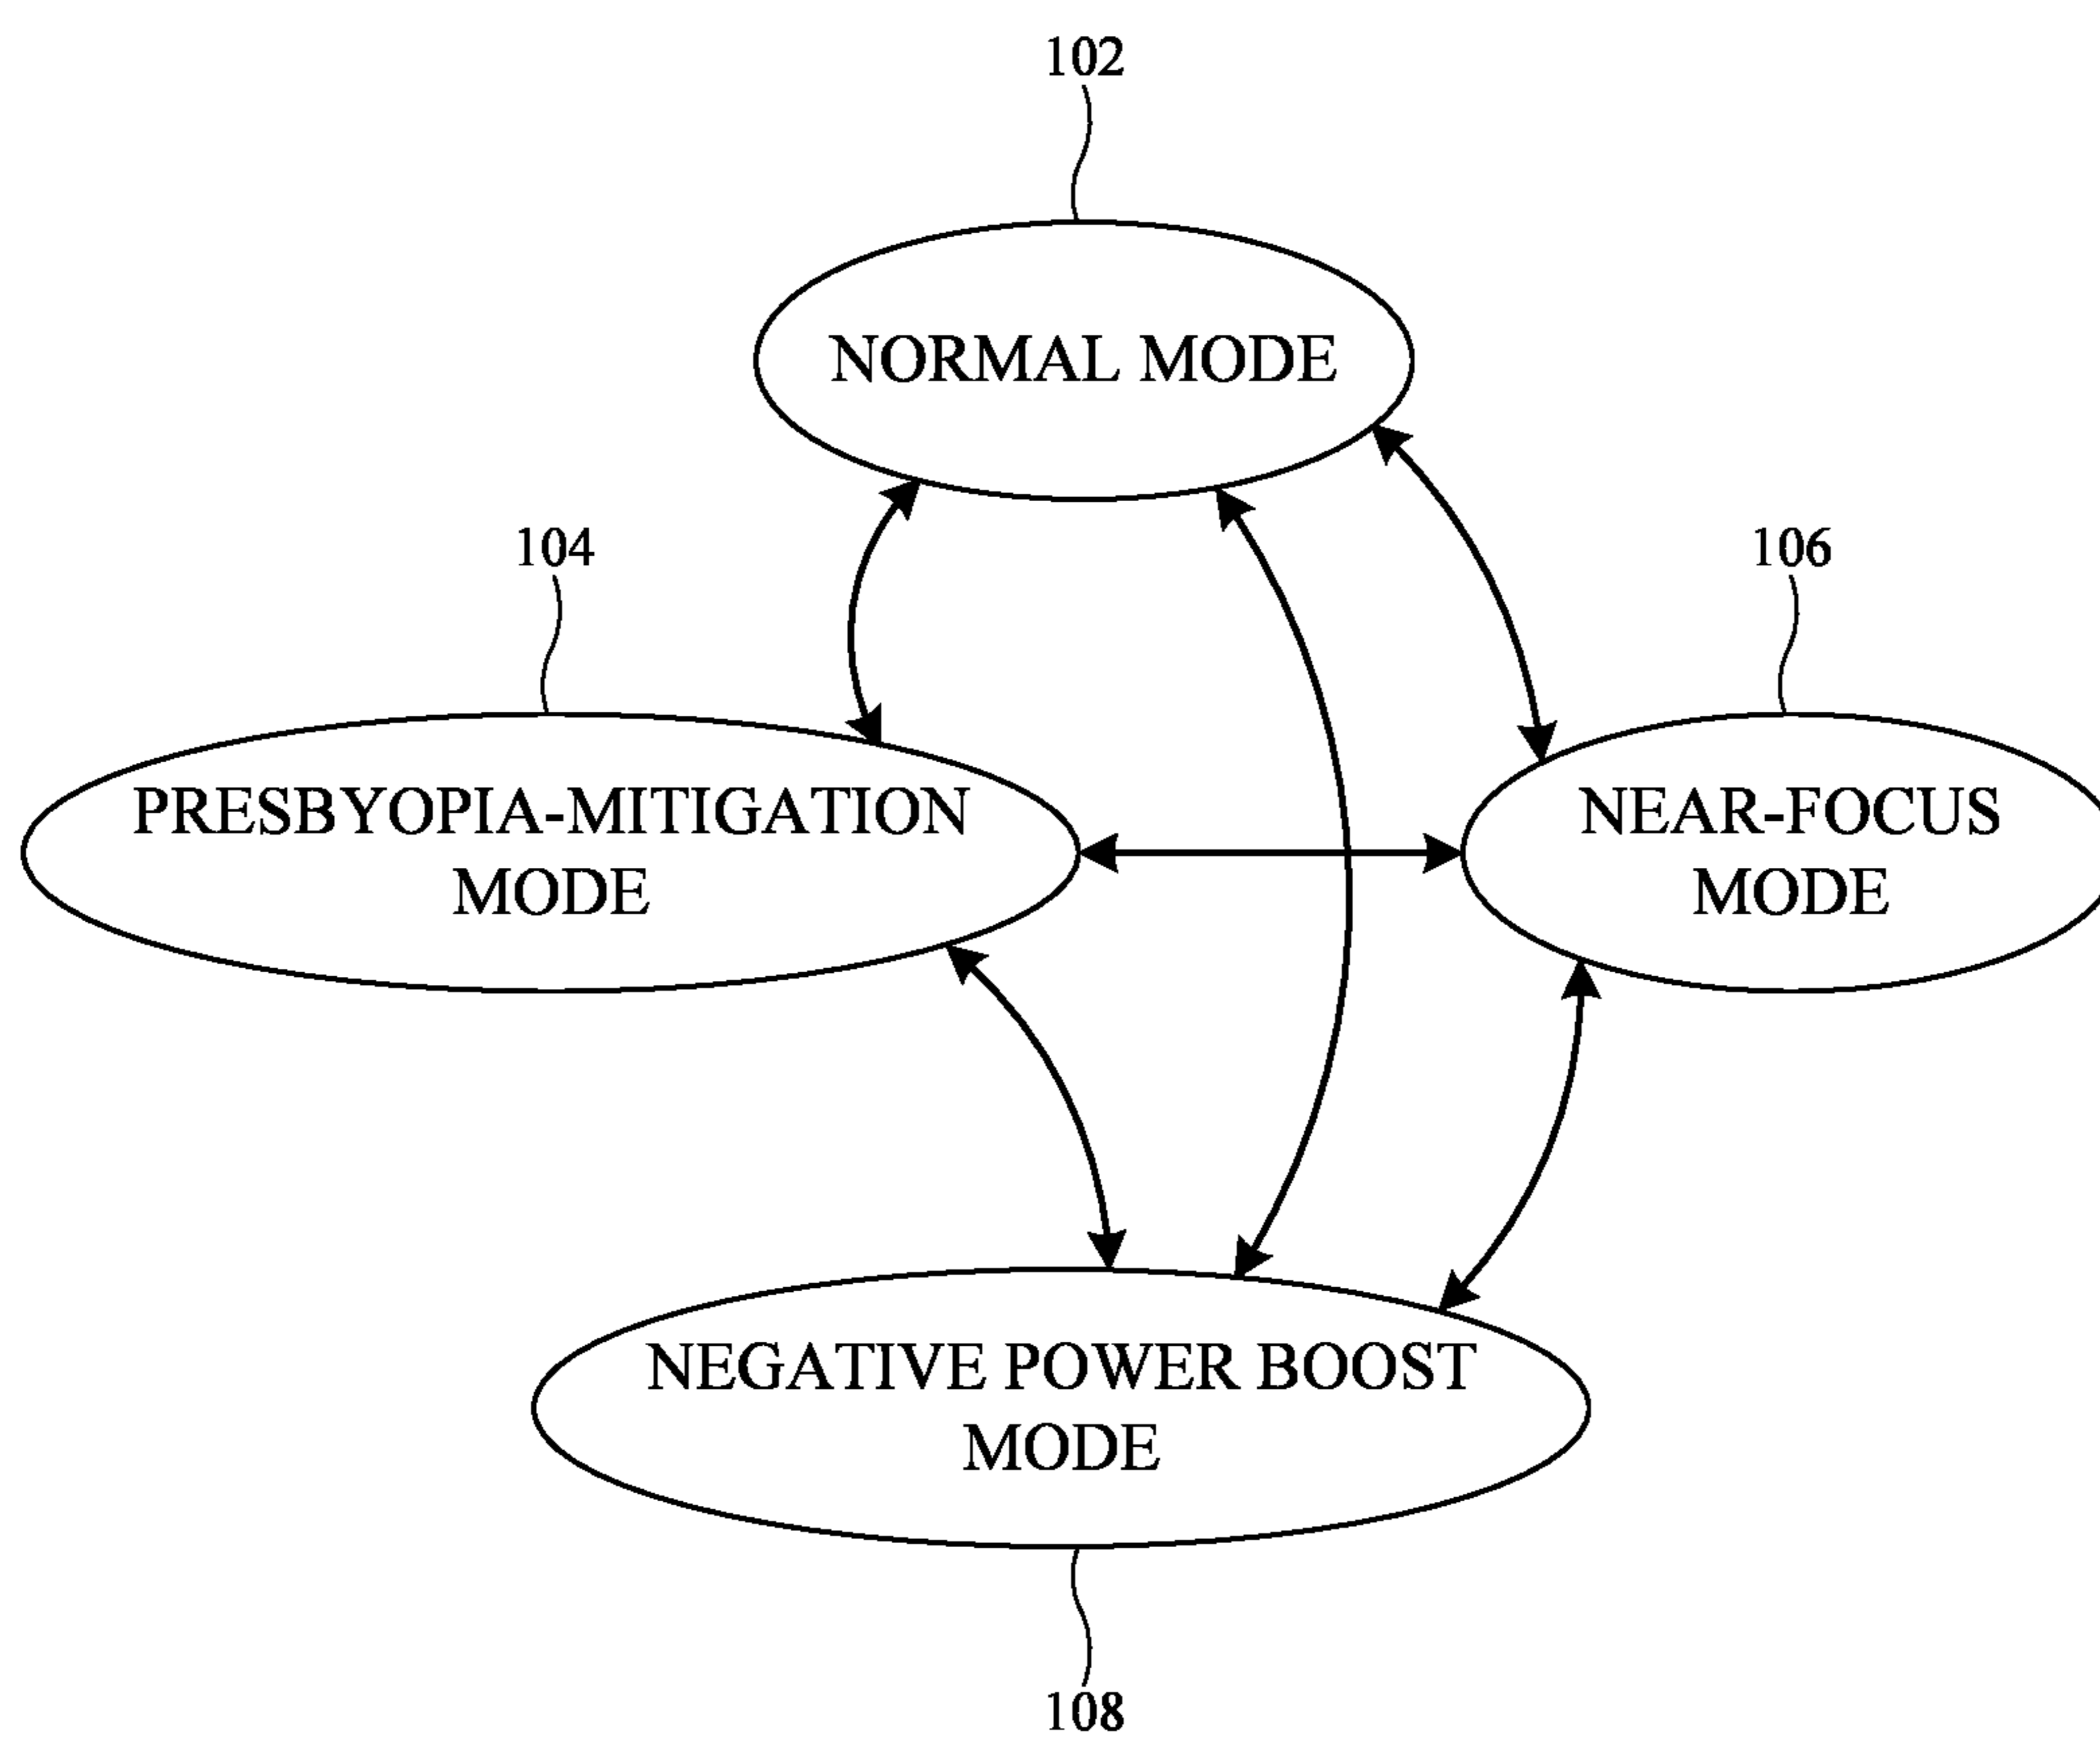 102
NORMAL MODE
104
106
PRESBYOPIA-MITIGATION
MODE
NEAR-FOCUS
MODE
NEGATIVE POWER BOOST
MODE
108